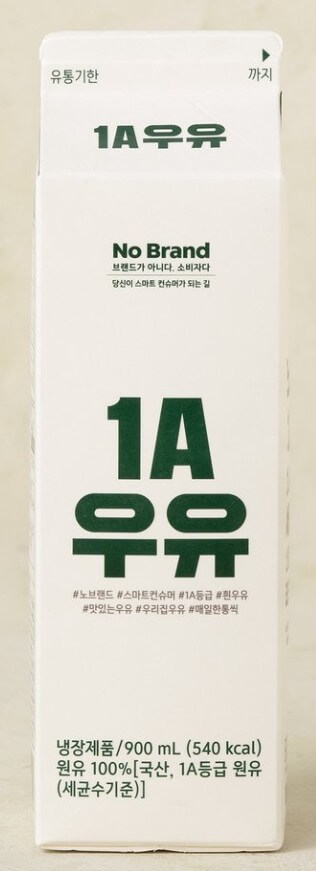 유통기한 까지
1A우유
No Brand
브랜드가 아니다. 소비자다
당신이 스마트 컨슈머가 되는 길
1A
우유
#노브랜드 #스마트컨슈머 #1A등급 #흰우유
#맛있는우유 #우리집우유 #매일한통씩
냉장제품/900 mL (540 kcal)
원유 100%[국산, 1A등급 원유
(세균수기준)]